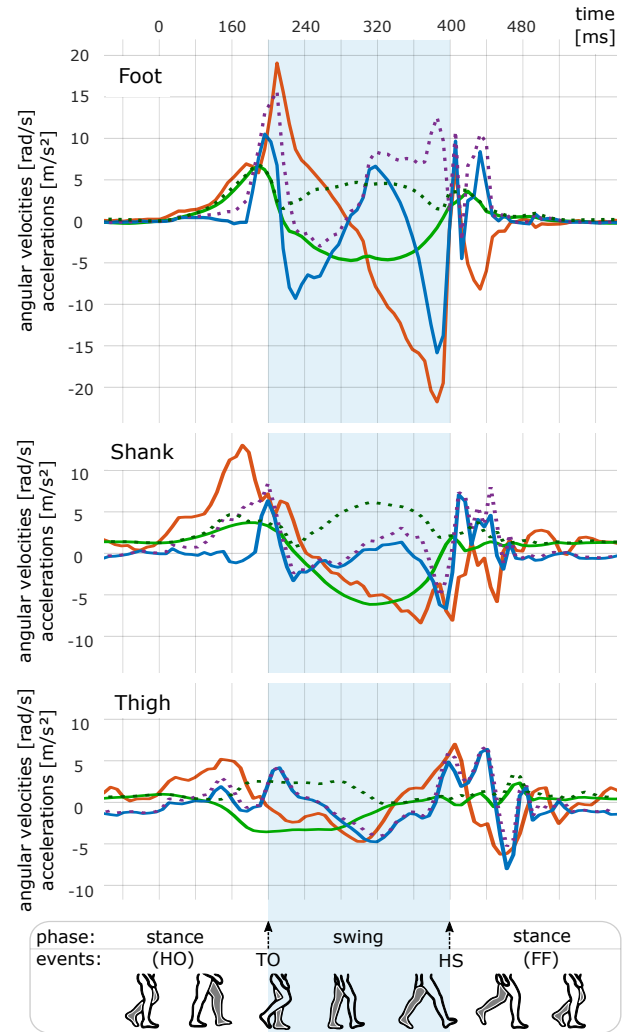 time
0 160 240 320 400 480 [ms]
20
Foot
15
10
5
0
-5
-10
-15
-20
angular velocities [rad/s]
accelerations [m/s²]
Shank
10
5
0
-5
-10
angular velocities [rad/s]
accelerations [m/s²]
Thigh
10
5
0
-5
-10
angular velocities [rad/s]
accelerations [m/s²]
phase: stance swing stance
events: (HO) TO HS (FF)